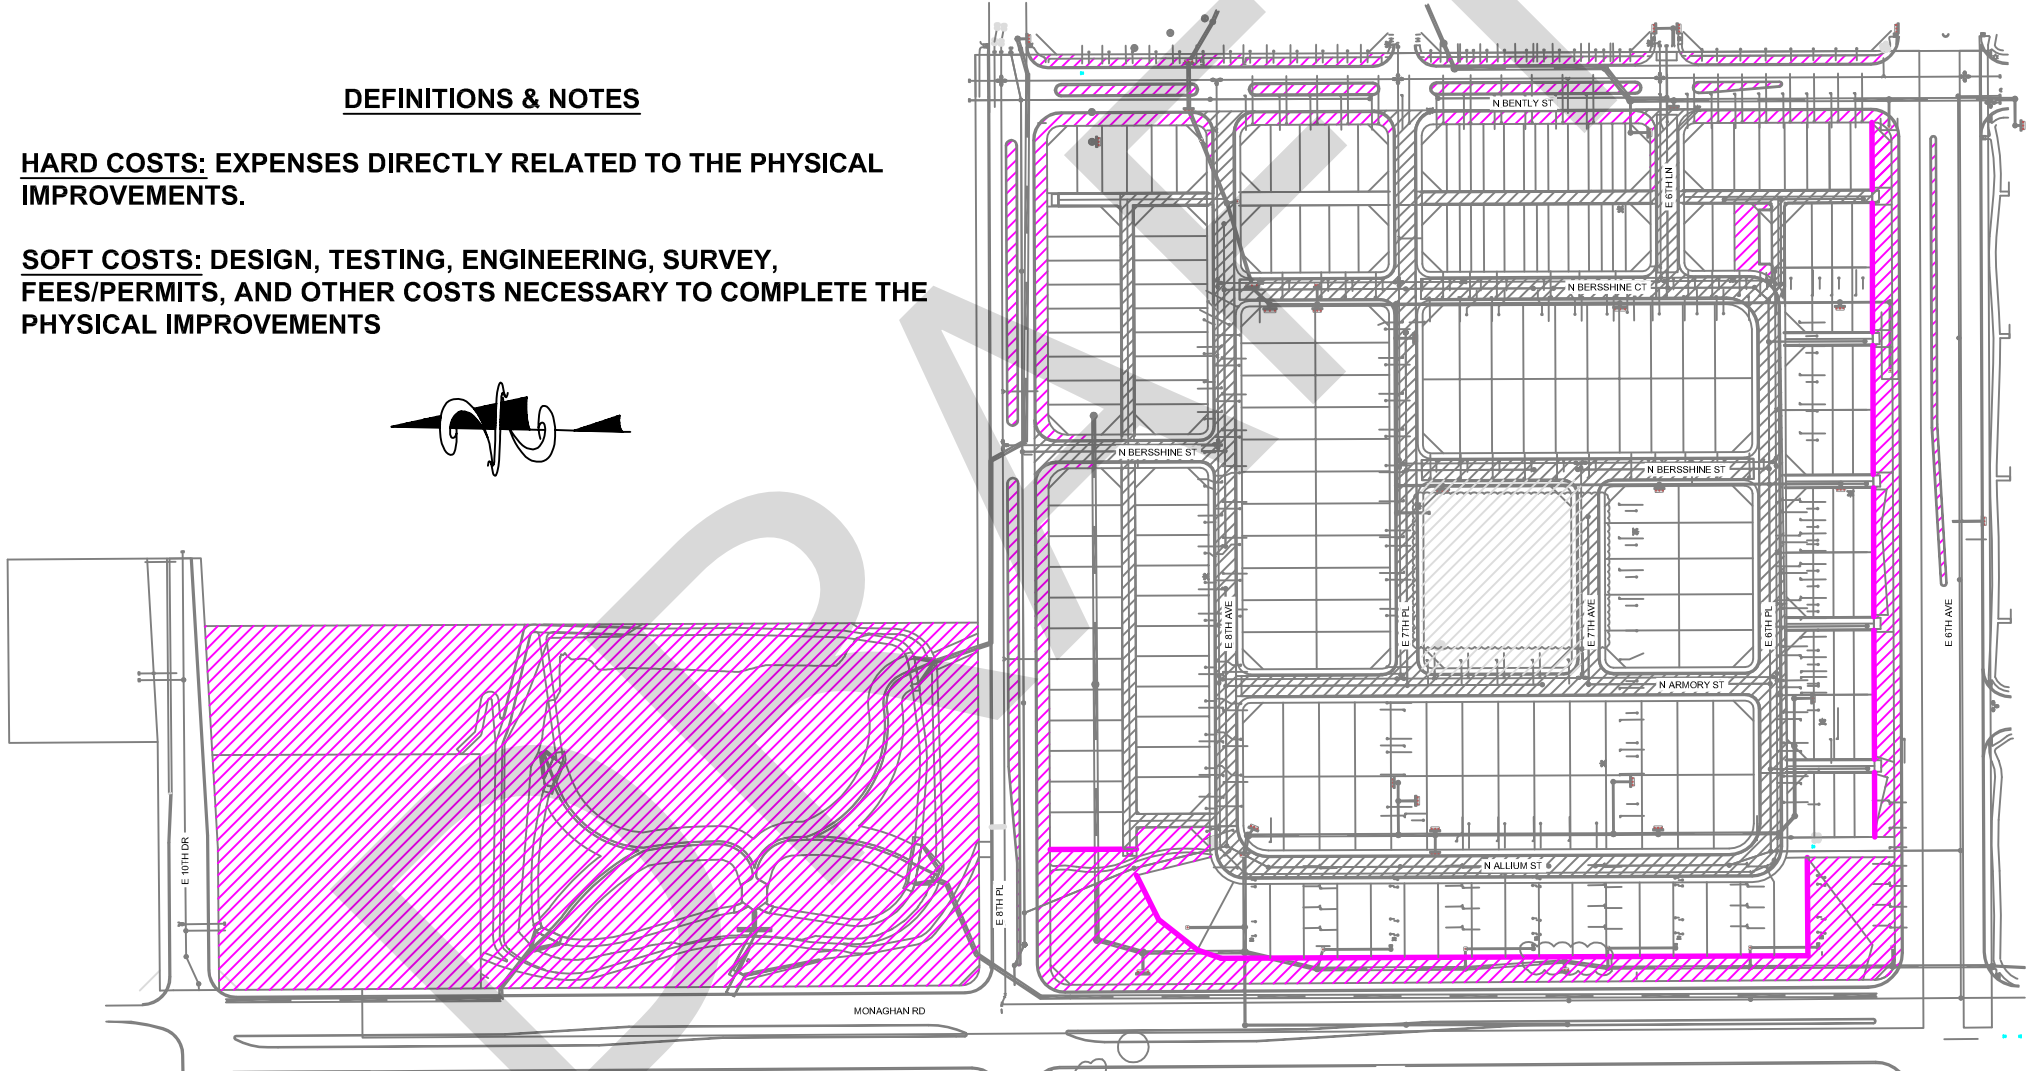 DEFINITIONS & NOTES
HARD COSTS: EXPENSES DIRECTLY RELATED TO THE PHYSICAL
IMPROVEMENTS.
SOFT COSTS: DESIGN, TESTING, ENGINEERING, SURVEY,
FEES/PERMITS, AND OTHER COSTS NECESSARY TO COMPLETE THE
PHYSICAL IMPROVEMENTS
N BENTLY ST
E 6TH LN
N BERSSHINE CT
N BERSSHINE ST
N BERSSHINE ST
E 8TH AVE
E 7TH PL
E 7TH AVE
E 6TH PL
E 6TH AVE
N ARMORY ST
E 10TH DR
E 8TH PL
N ALLIUM ST
MONAGHAN RD
DRAFT